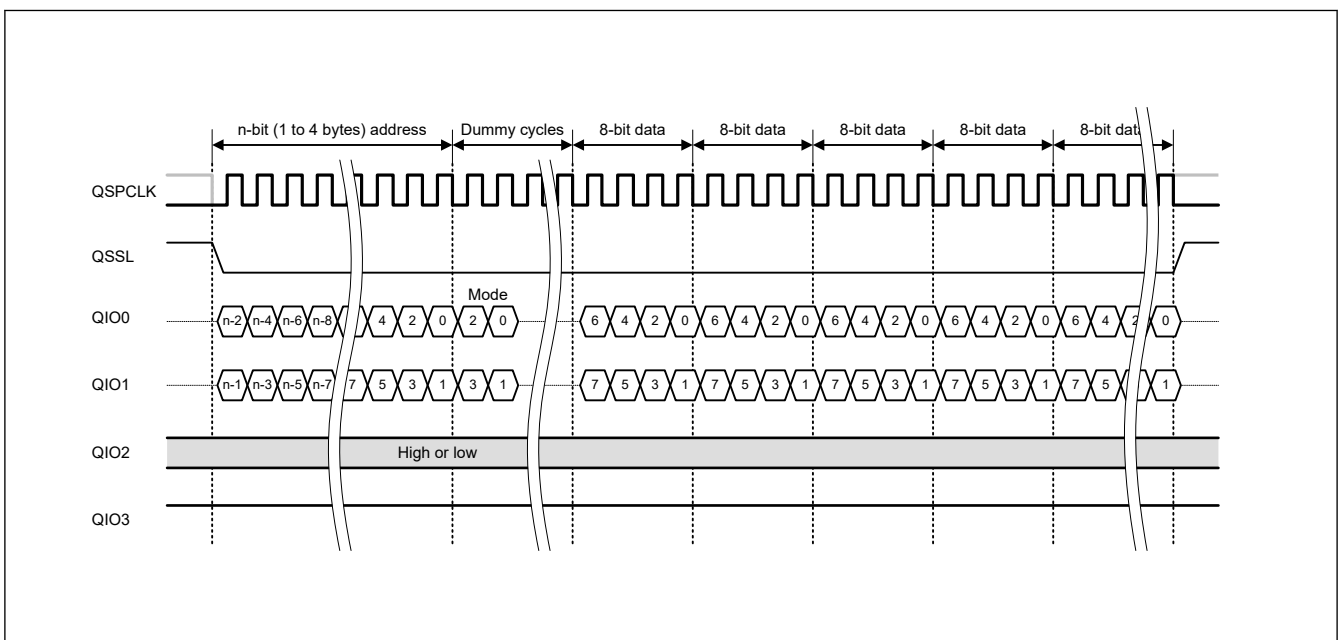 n-bit (1 to 4 bytes) address Dummy cycles 8-bit data 8-bit data 8-bit data 8-bit data 8-bit data
QSPCLK
QSSL
Mode
QIO0 n-2 n-4 n-6 n-8 4 2 0 2 0 6 4 2 0 6 4 2 0 6 4 2 0 6 4 2 0 6 4 2 0
QIO1 n-1 n-3 n-5 n-7 7 5 3 1 3 1 7 5 3 1 7 5 3 1 7 5 3 1 7 5 3 1 7 5 1
QIO2 High or low
QIO3